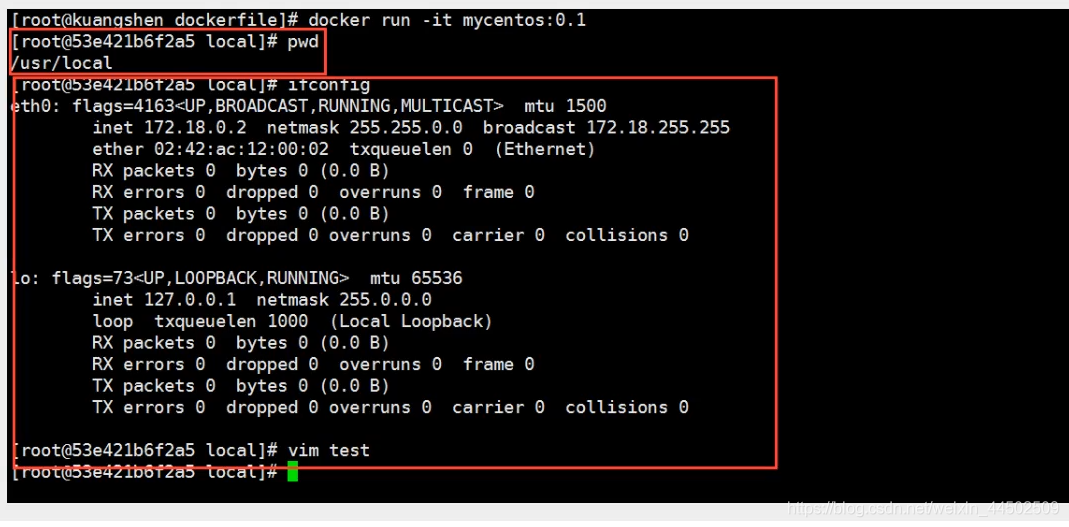 [root@kuangshen dockerfile]# docker run -it mycentos:0.1
[root@53e421b6f2a5 local]# pwd
/usr/local
[root@53e421b6f2a5 local]# ifconfig
eth0: flags=4163<UP,BROADCAST,RUNNING,MULTICAST>  mtu 1500
        inet 172.18.0.2  netmask 255.255.0.0  broadcast 172.18.255.255
        ether 02:42:ac:12:00:02  txqueuelen 0  (Ethernet)
        RX packets 0  bytes 0 (0.0 B)
        RX errors 0  dropped 0  overruns 0  frame 0
        TX packets 0  bytes 0 (0.0 B)
        TX errors 0  dropped 0 overruns 0  carrier 0  collisions 0
lo: flags=73<UP,LOOPBACK,RUNNING>  mtu 65536
        inet 127.0.0.1  netmask 255.0.0.0
        loop  txqueuelen 1000  (Local Loopback)
        RX packets 0  bytes 0 (0.0 B)
        RX errors 0  dropped 0  overruns 0  frame 0
        TX packets 0  bytes 0 (0.0 B)
        TX errors 0  dropped 0 overruns 0  carrier 0  collisions 0
[root@53e421b6f2a5 local]# vim test
[root@53e421b6f2a5 local]#
https://blog.csdn.net/weixin_44502509